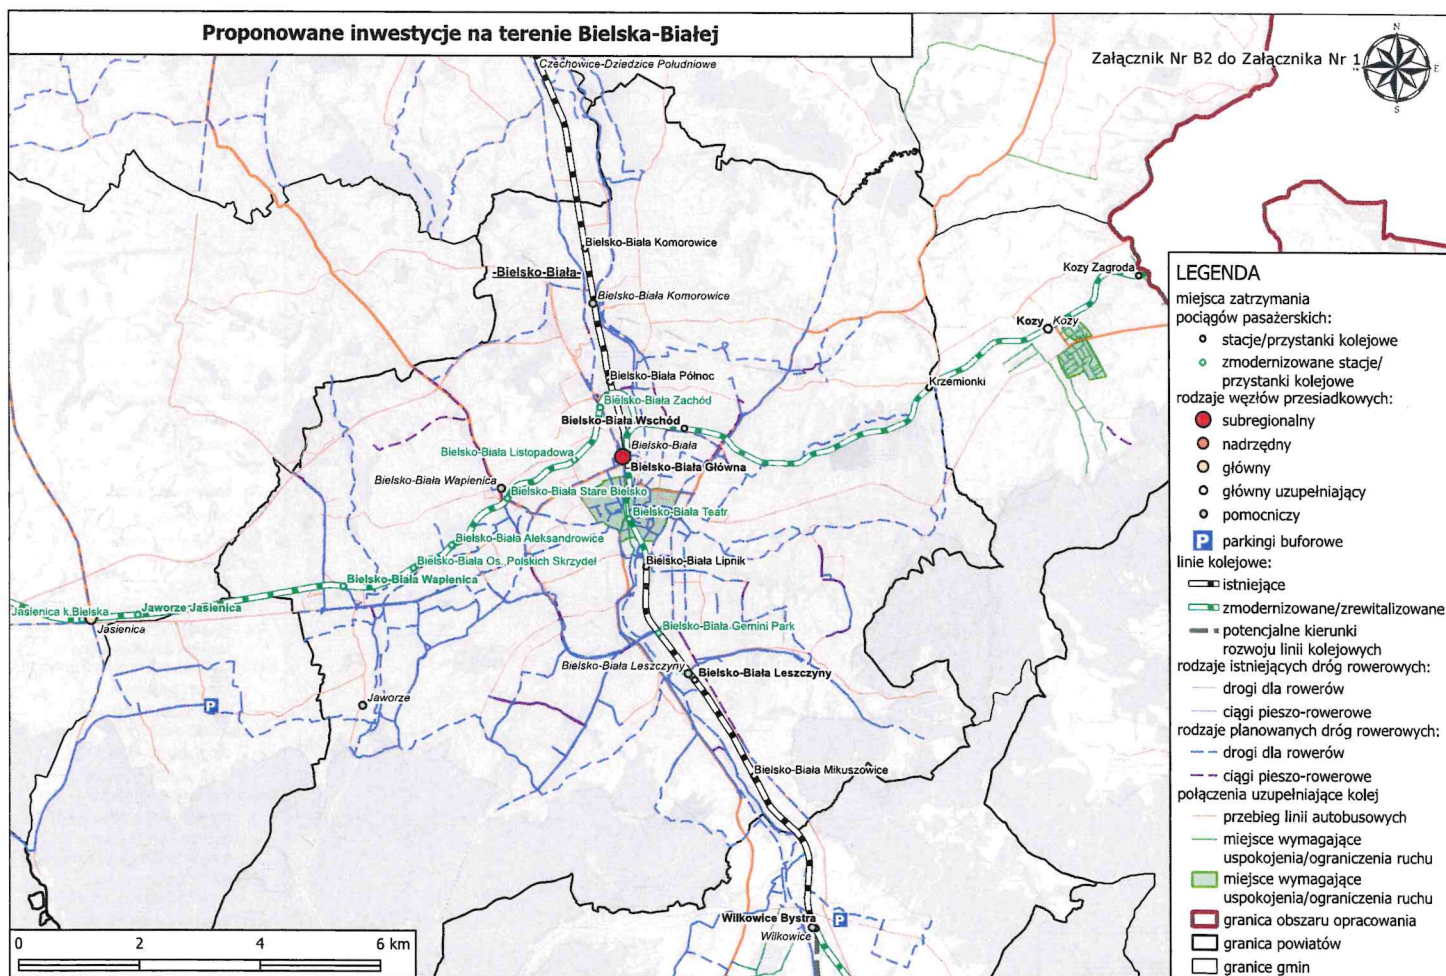 Proponowane inwestycje na terenie Bielska-Białej
Załącznik Nr B2 do Załącznika Nr 1
N
W
E
S
Czechowice-Dziedzice Południowe
Bielsko-Biała Komorowice
-Bielsko-Biała-
Bielsko-Biała Komorowice
Kozy Zagroda
Kozy
Kozy
Krzemionki
Bielsko-Biała Północ
Bielsko-Biała Zachód
Bielsko-Biała Wschód
Bielsko-Biała
Bielsko-Biała Listopadowa
Bielsko-Biała Główna
Bielsko-Biała Wapienica
Bielsko-Biała Stare Bielsko
Bielsko-Biała Teatr
Bielsko-Biała Aleksandrowice
Bielsko-Biała Lipnik
Bielsko-Biała Os. Polskich Skrzydeł
Bielsko-Biała Wapienica
Jasienica k.Bielska
Jaworze Jasienica
Jasienica
Bielsko-Biała Gemini Park
Bielsko-Biała Leszczyny
Bielsko-Biała Leszczyny
Jaworze
P
Bielsko-Biała Mikuszowice
Wilkowice Bystra
P
Wilkowice
0 2 4 6 km
LEGENDA
miejsca zatrzymania
pociągów pasażerskich:
stacje/przystanki kolejowe
zmodernizowane stacje/
przystanki kolejowe
rodzaje węzłów przesiadkowych:
subregionalny
nadrzędny
główny
główny uzupełniający
pomocniczy
P parkingi buforowe
linie kolejowe:
istniejące
zmodernizowane/zrewitalizowane
potencjalne kierunki
rozwoju linii kolejowych
rodzaje istniejących dróg rowerowych:
drogi dla rowerów
ciągi pieszo-rowerowe
rodzaje planowanych dróg rowerowych:
drogi dla rowerów
ciągi pieszo-rowerowe
połączenia uzupełniające kolej
przebieg linii autobusowych
miejsce wymagające
uspokojenia/ograniczenia ruchu
miejsce wymagające
uspokojenia/ograniczenia ruchu
granica obszaru opracowania
granica powiatów
granice gmin